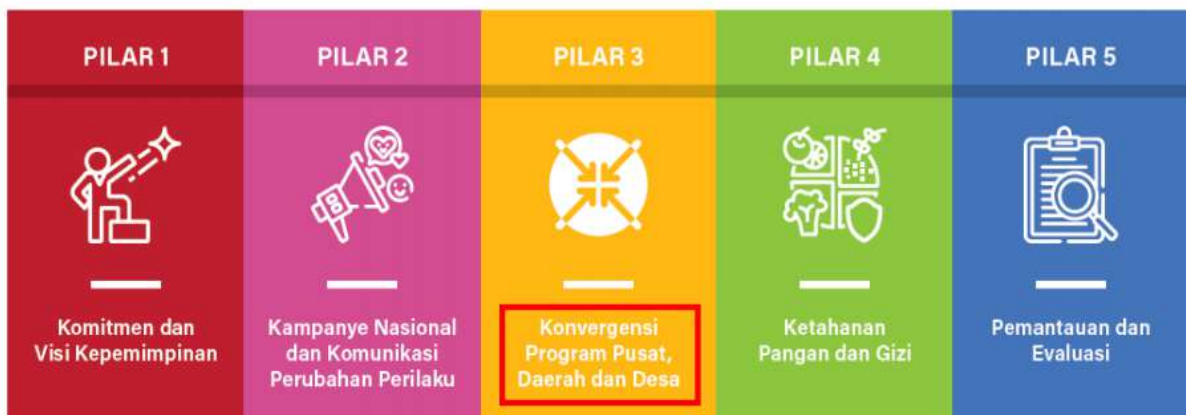 PILAR 1
Komitmen dan
Visi Kepemimpinan
PILAR 2
Kampanye Nasional
dan Komunikasi
Perubahan Perilaku
PILAR 3
Konvergensi
Program Pusat,
Daerah dan Desa
PILAR 4
Ketahanan
Pangan dan Gizi
PILAR 5
Pemantauan dan
Evaluasi